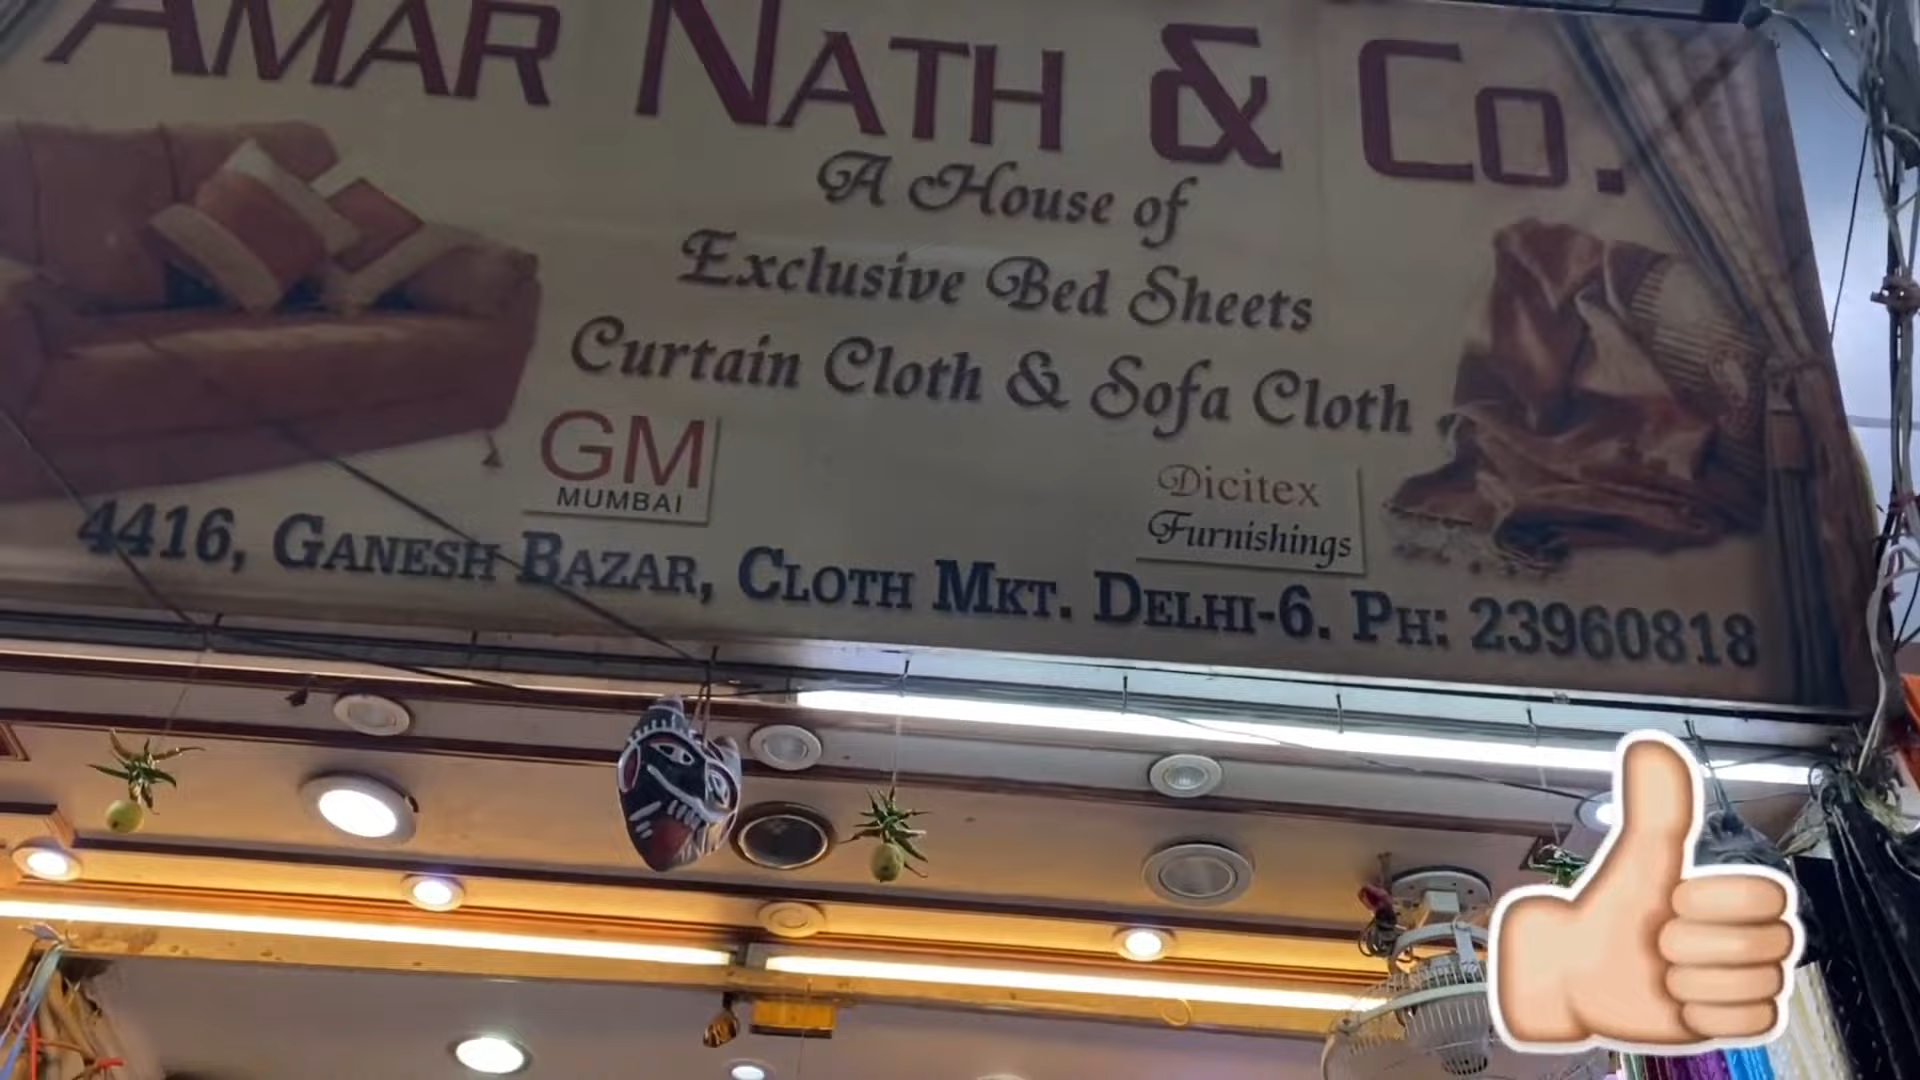 AMAR NATH & CO.
A House of
Exclusive Bed Sheets
Curtain Cloth & Sofa Cloth
GM
MUMBAI
Dicitex
Furnishings
4416, GANESH BAZAR, CLOTH MKT. DELHI-6. PH: 23960818